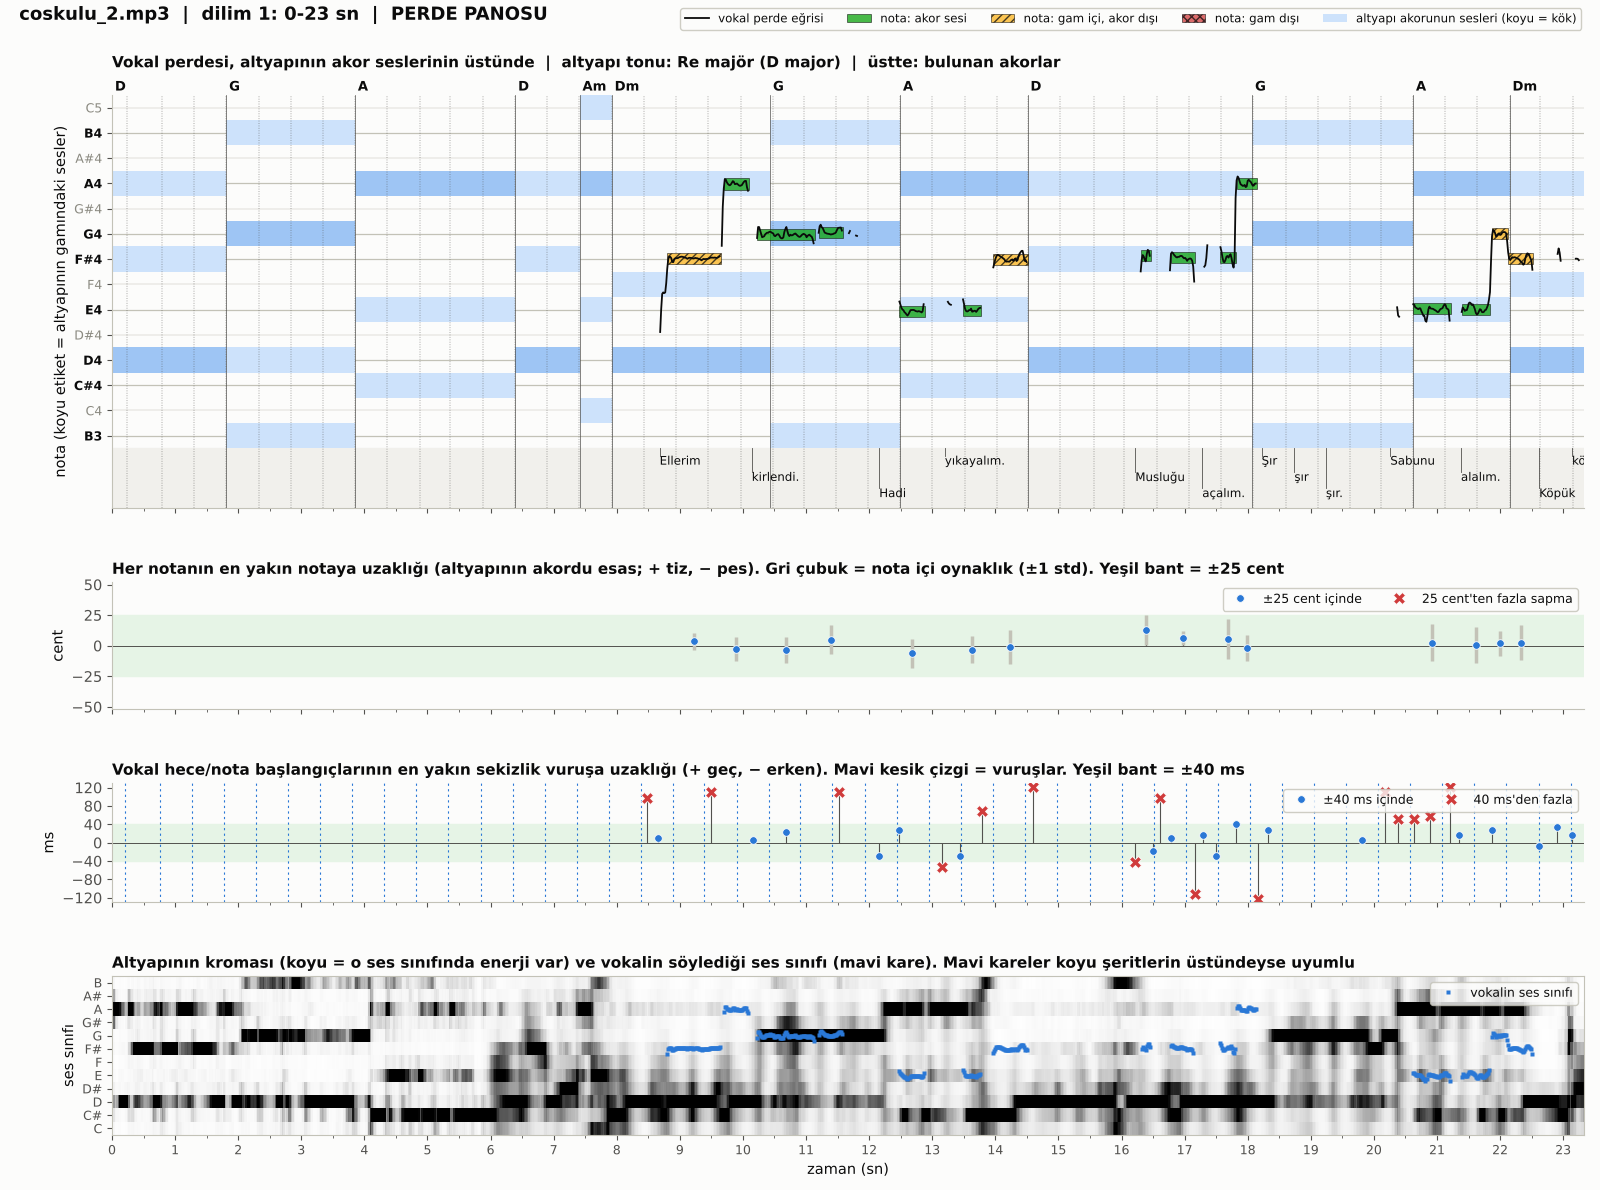 coskulu_2.mp3 | dilim 1: 0-23 sn | PERDE PANOSU
vokal perde eğrisi
nota: akor sesi
nota: gam içi, akor dışı
nota: gam dışı
altyapı akorunun sesleri (koyu = kök)
Vokal perdesi, altyapının akor seslerinin üstünde | altyapı tonu: Re majör (D major) | üstte: bulunan akorlar
D G A D Am Dm G A D G A Dm
nota (koyu etiket = altyapının gamındaki sesler)
C5
B4
A#4
A4
G#4
G4
F#4
F4
E4
D#4
D4
C#4
C4
B3
Ellerim yıkayalım. Musluğu Şır Sabunu kö
kirlendi. şır alalım.
Hadi açalım. şır. Köpük
Her notanın en yakın notaya uzaklığı (altyapının akordu esas; + tiz, − pes). Gri çubuk = nota içi oynaklık (±1 std). Yeşil bant = ±25 cent
±25 cent içinde
25 cent'ten fazla sapma
cent
50
25
0
−25
−50
Vokal hece/nota başlangıçlarının en yakın sekizlik vuruşa uzaklığı (+ geç, − erken). Mavi kesik çizgi = vuruşlar. Yeşil bant = ±40 ms
±40 ms içinde
40 ms'den fazla
ms
120
80
40
0
−40
−80
−120
Altyapının kroması (koyu = o ses sınıfında enerji var) ve vokalin söylediği ses sınıfı (mavi kare). Mavi kareler koyu şeritlerin üstündeyse uyumlu
vokalin ses sınıfı
ses sınıfı
B
A#
A
G#
G
F#
F
E
D#
D
C#
C
0 1 2 3 4 5 6 7 8 9 10 11 12 13 14 15 16 17 18 19 20 21 22 23
zaman (sn)